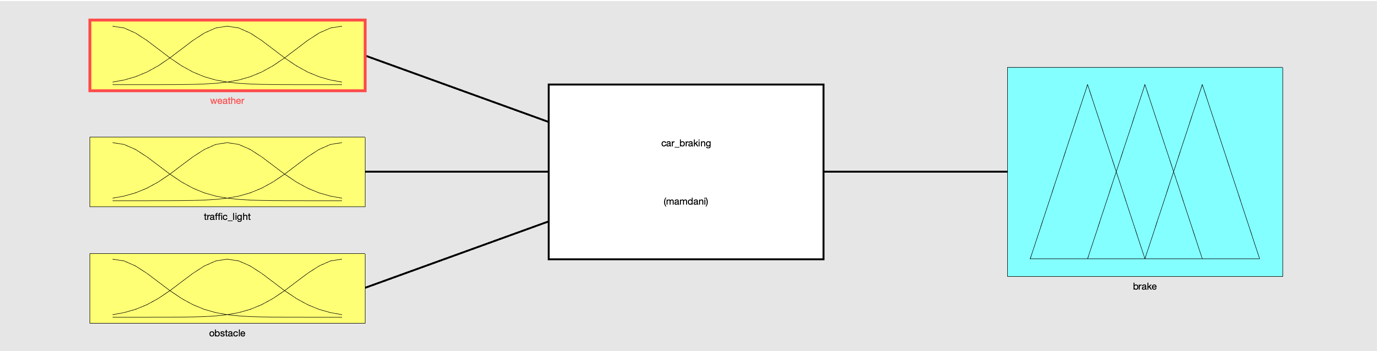 weather
traffic_light
obstacle
car_braking
(mamdani)
brake